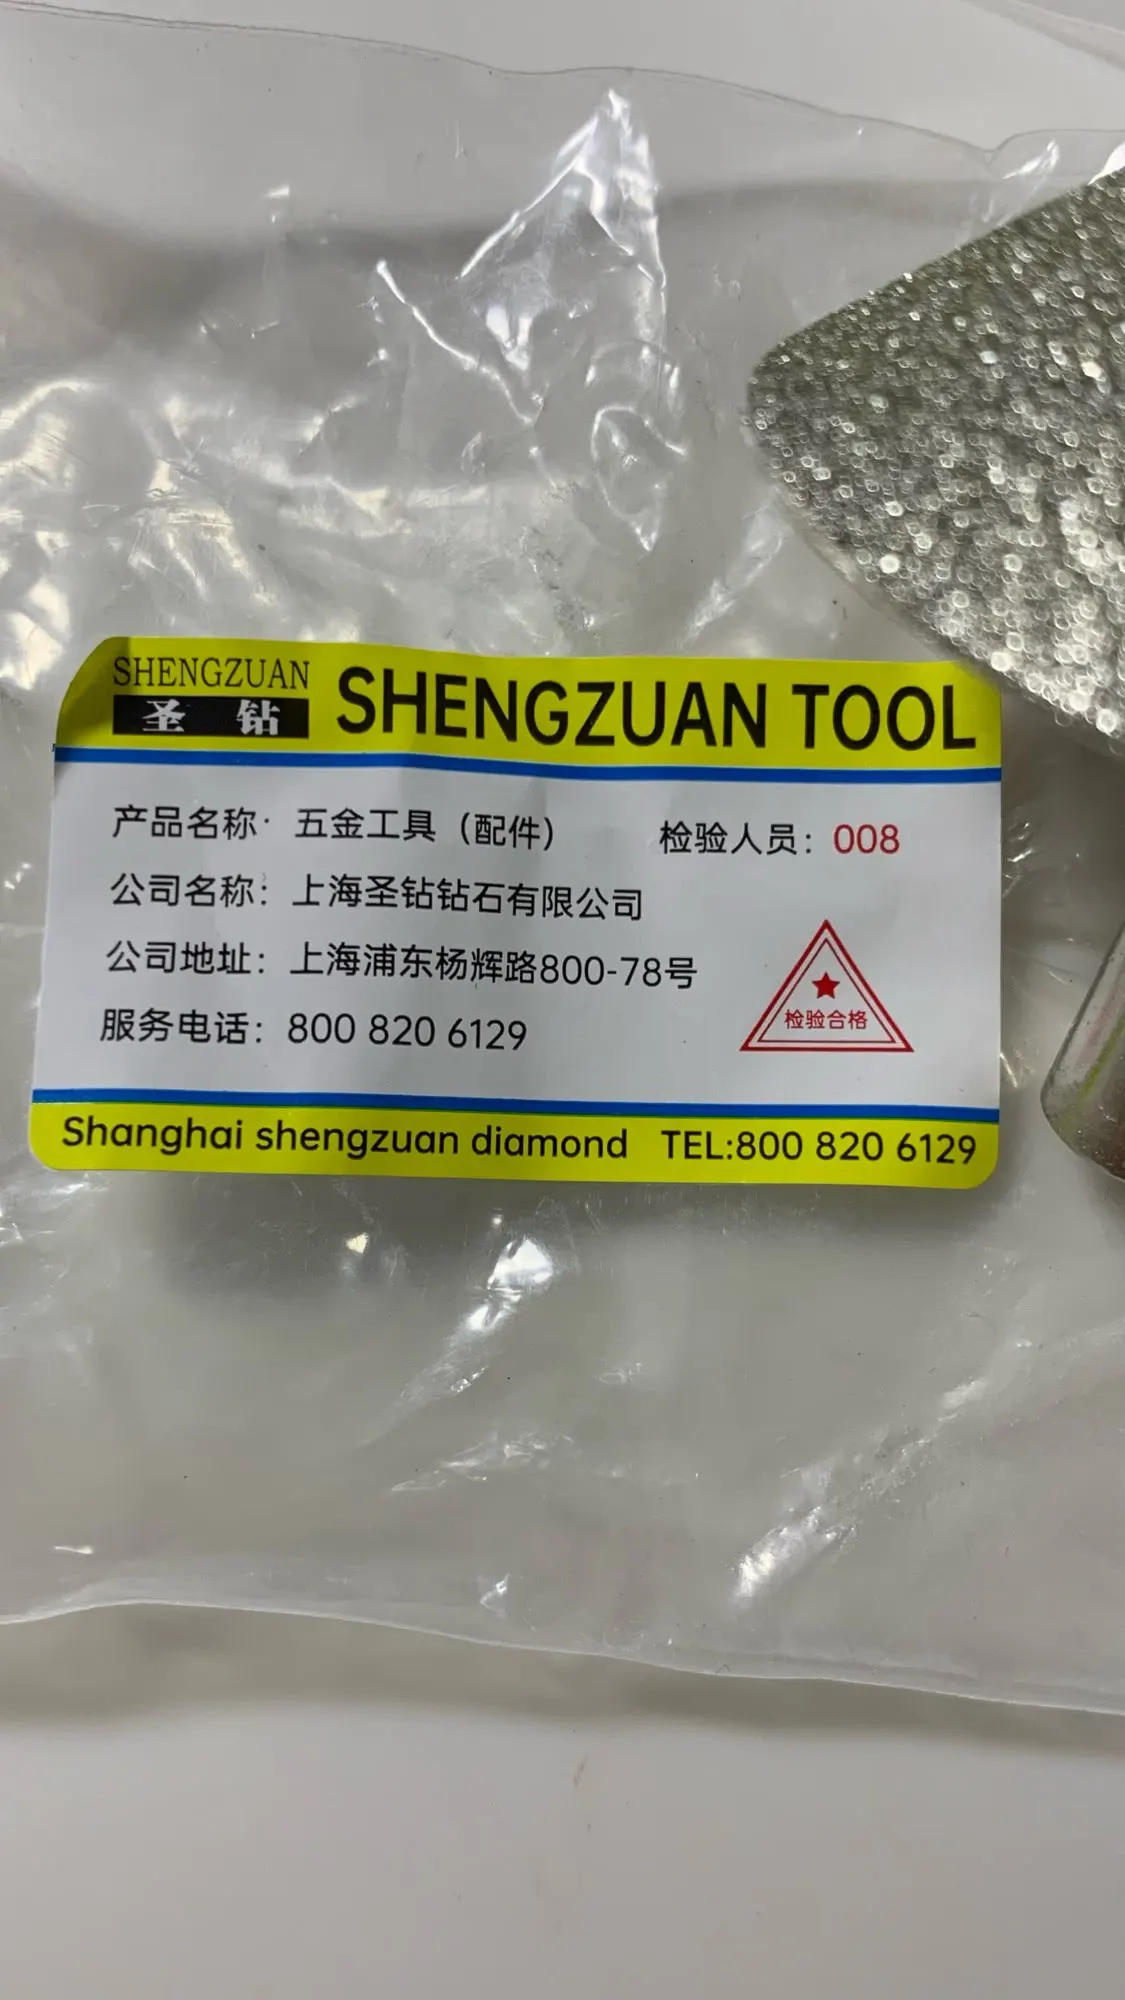 SHENGZUAN
圣 钻
SHENGZUAN TOOL
产品名称: 五金工具（配件）
检验人员：008
公司名称：上海圣钻钻石有限公司
公司地址：上海浦东杨辉路800-78号
服务电话：800 820 6129
检验合格
Shanghai shengzuan diamond TEL:800 820 6129